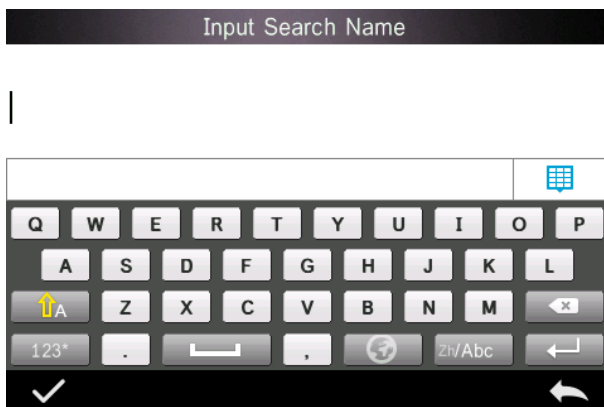 Input Search Name
Q W E R T Y U I O P
A S D F G H J K L
A Z X C V B N M
123* . , Zh/Abc